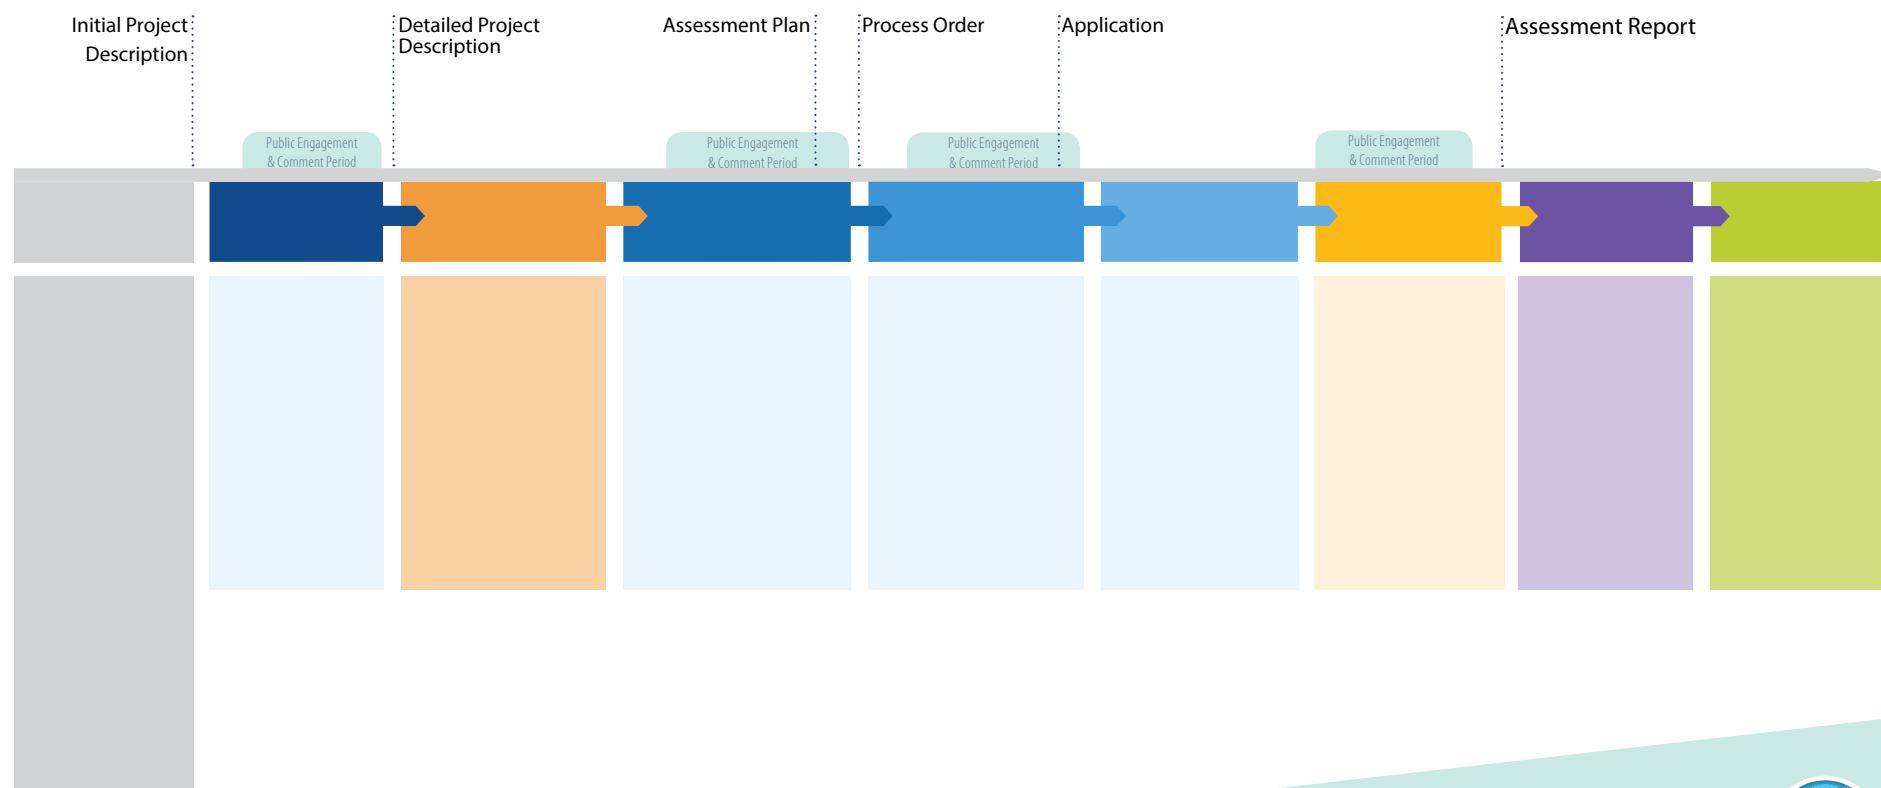 Initial Project
Description
Detailed Project
Description
Assessment Plan
Process Order
Application
Assessment Report
Public Engagement
& Comment Period
Public Engagement
& Comment Period
Public Engagement
& Comment Period
Public Engagement
& Comment Period